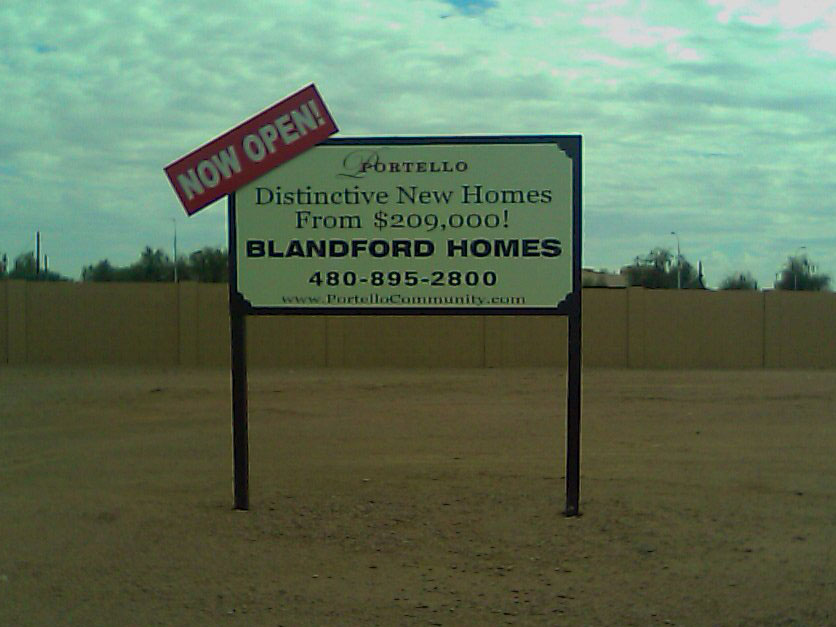 NOW OPEN!
PORTELLO
Distinctive New Homes
From $209,000!
BLANDFORD HOMES
480-895-2800
www.PortelloCommunity.com